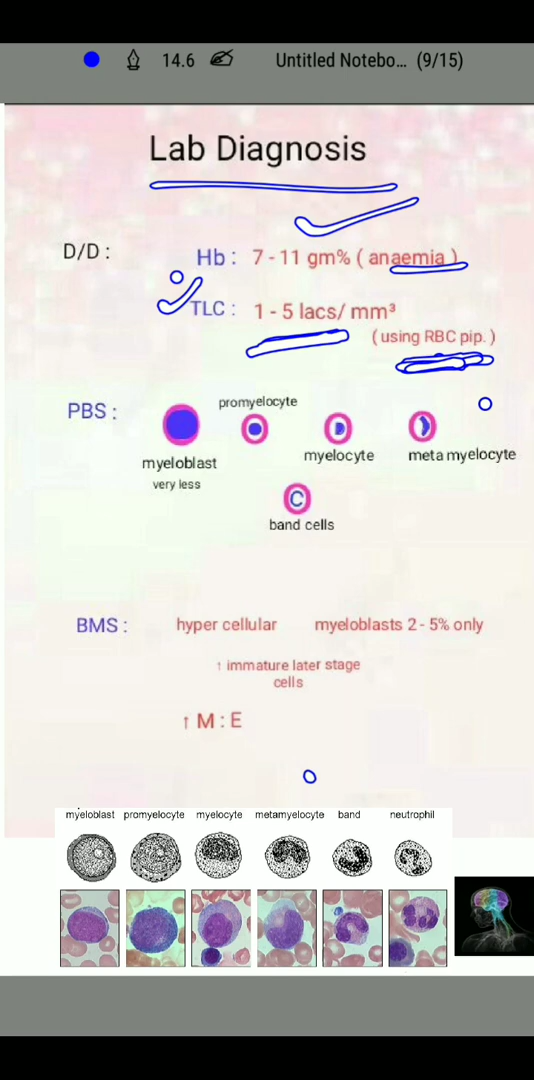 14.6 Untitled Notebo... (9/15)
Lab Diagnosis
D/D :
Hb : 7 - 11 gm% ( anaemia )
TLC : 1 - 5 lacs/ mm³
( using RBC pip. )
PBS :
promyelocyte
myeloblast
myelocyte
meta myelocyte
very less
band cells
BMS :
hyper cellular
myeloblasts 2 - 5% only
↑ immature later stage
cells
↑ M : E
myeloblast promyelocyte myelocyte metamyelocyte band neutrophil